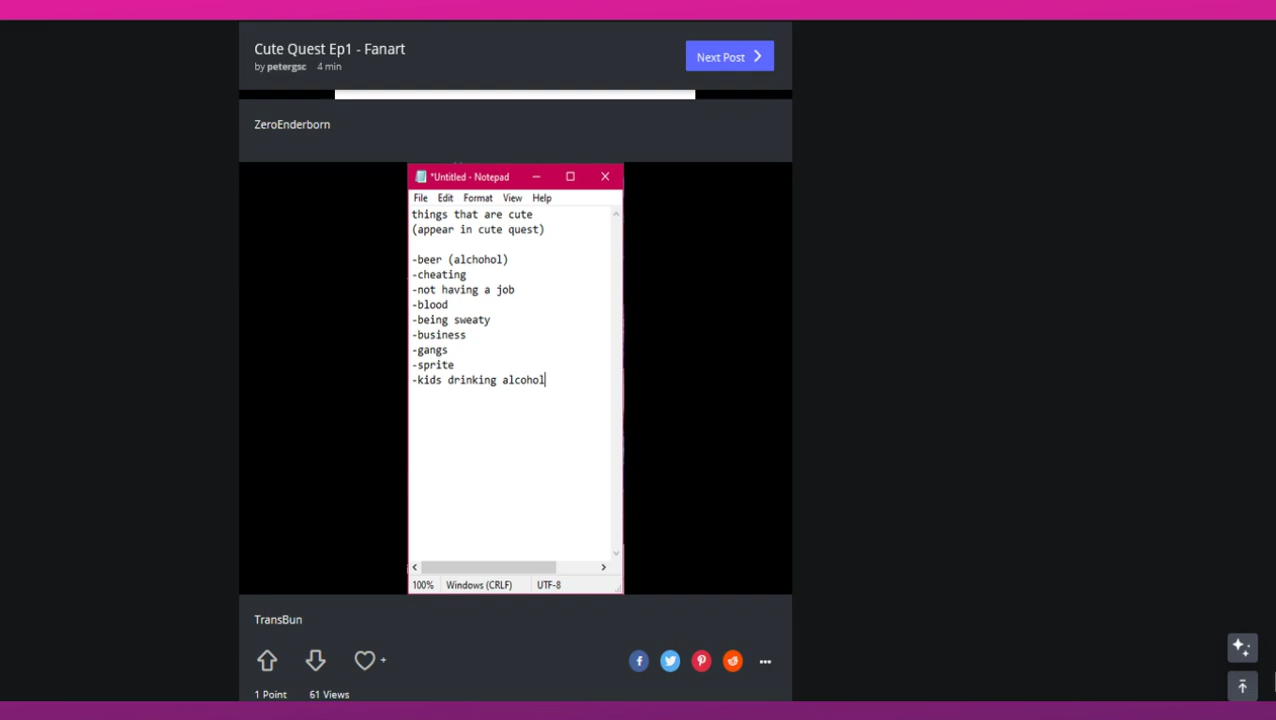 Cute Quest Ep1 - Fanart
by petergsc 4 min
Next Post
ZeroEnderborn
*Untitled - Notepad
File Edit Format View Help
things that are cute
(appear in cute quest)
-beer (alchohol)
-cheating
-not having a job
-blood
-being sweaty
-business
-gangs
-sprite
-kids drinking alcohol
100% Windows (CRLF) UTF-8
TransBun
1 Point 61 Views